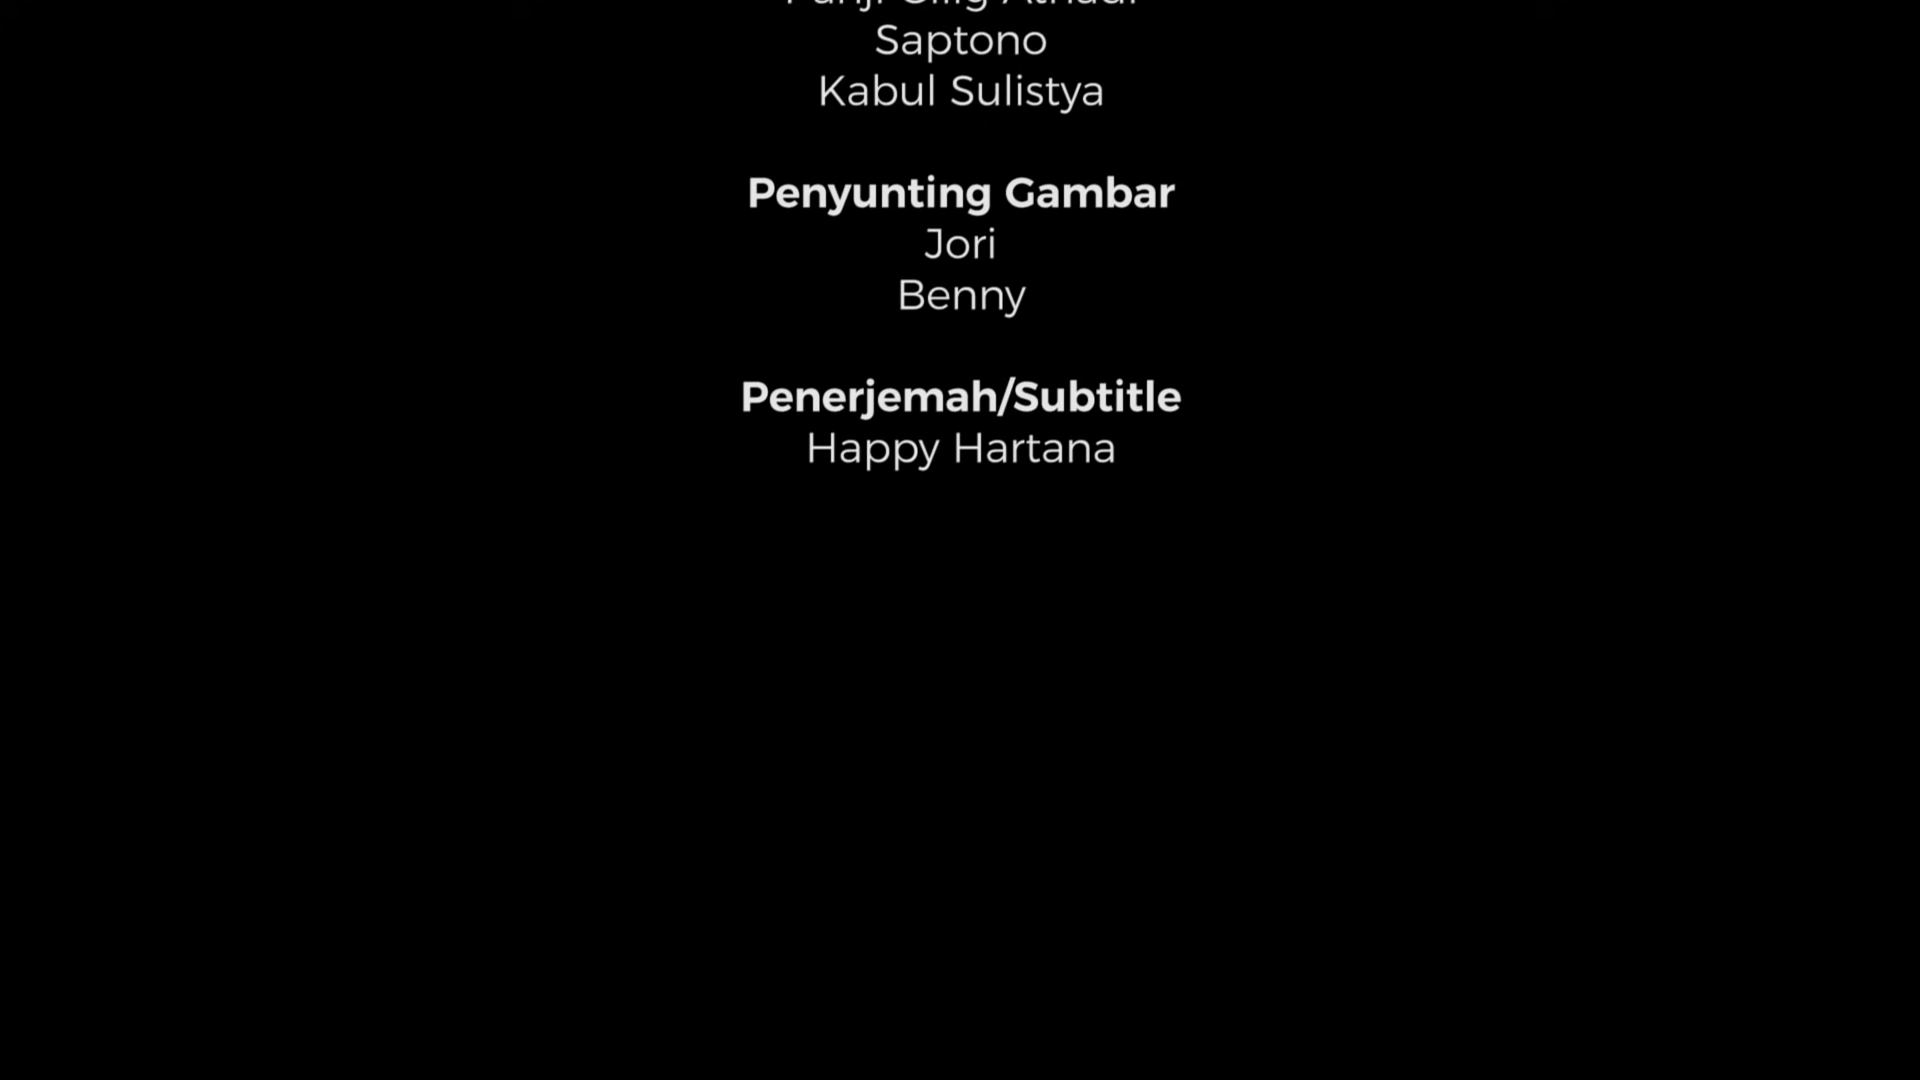 Saptono
Kabul Sulistya
Penyunting Gambar
Jori
Benny
Penerjemah/Subtitle
Happy Hartana